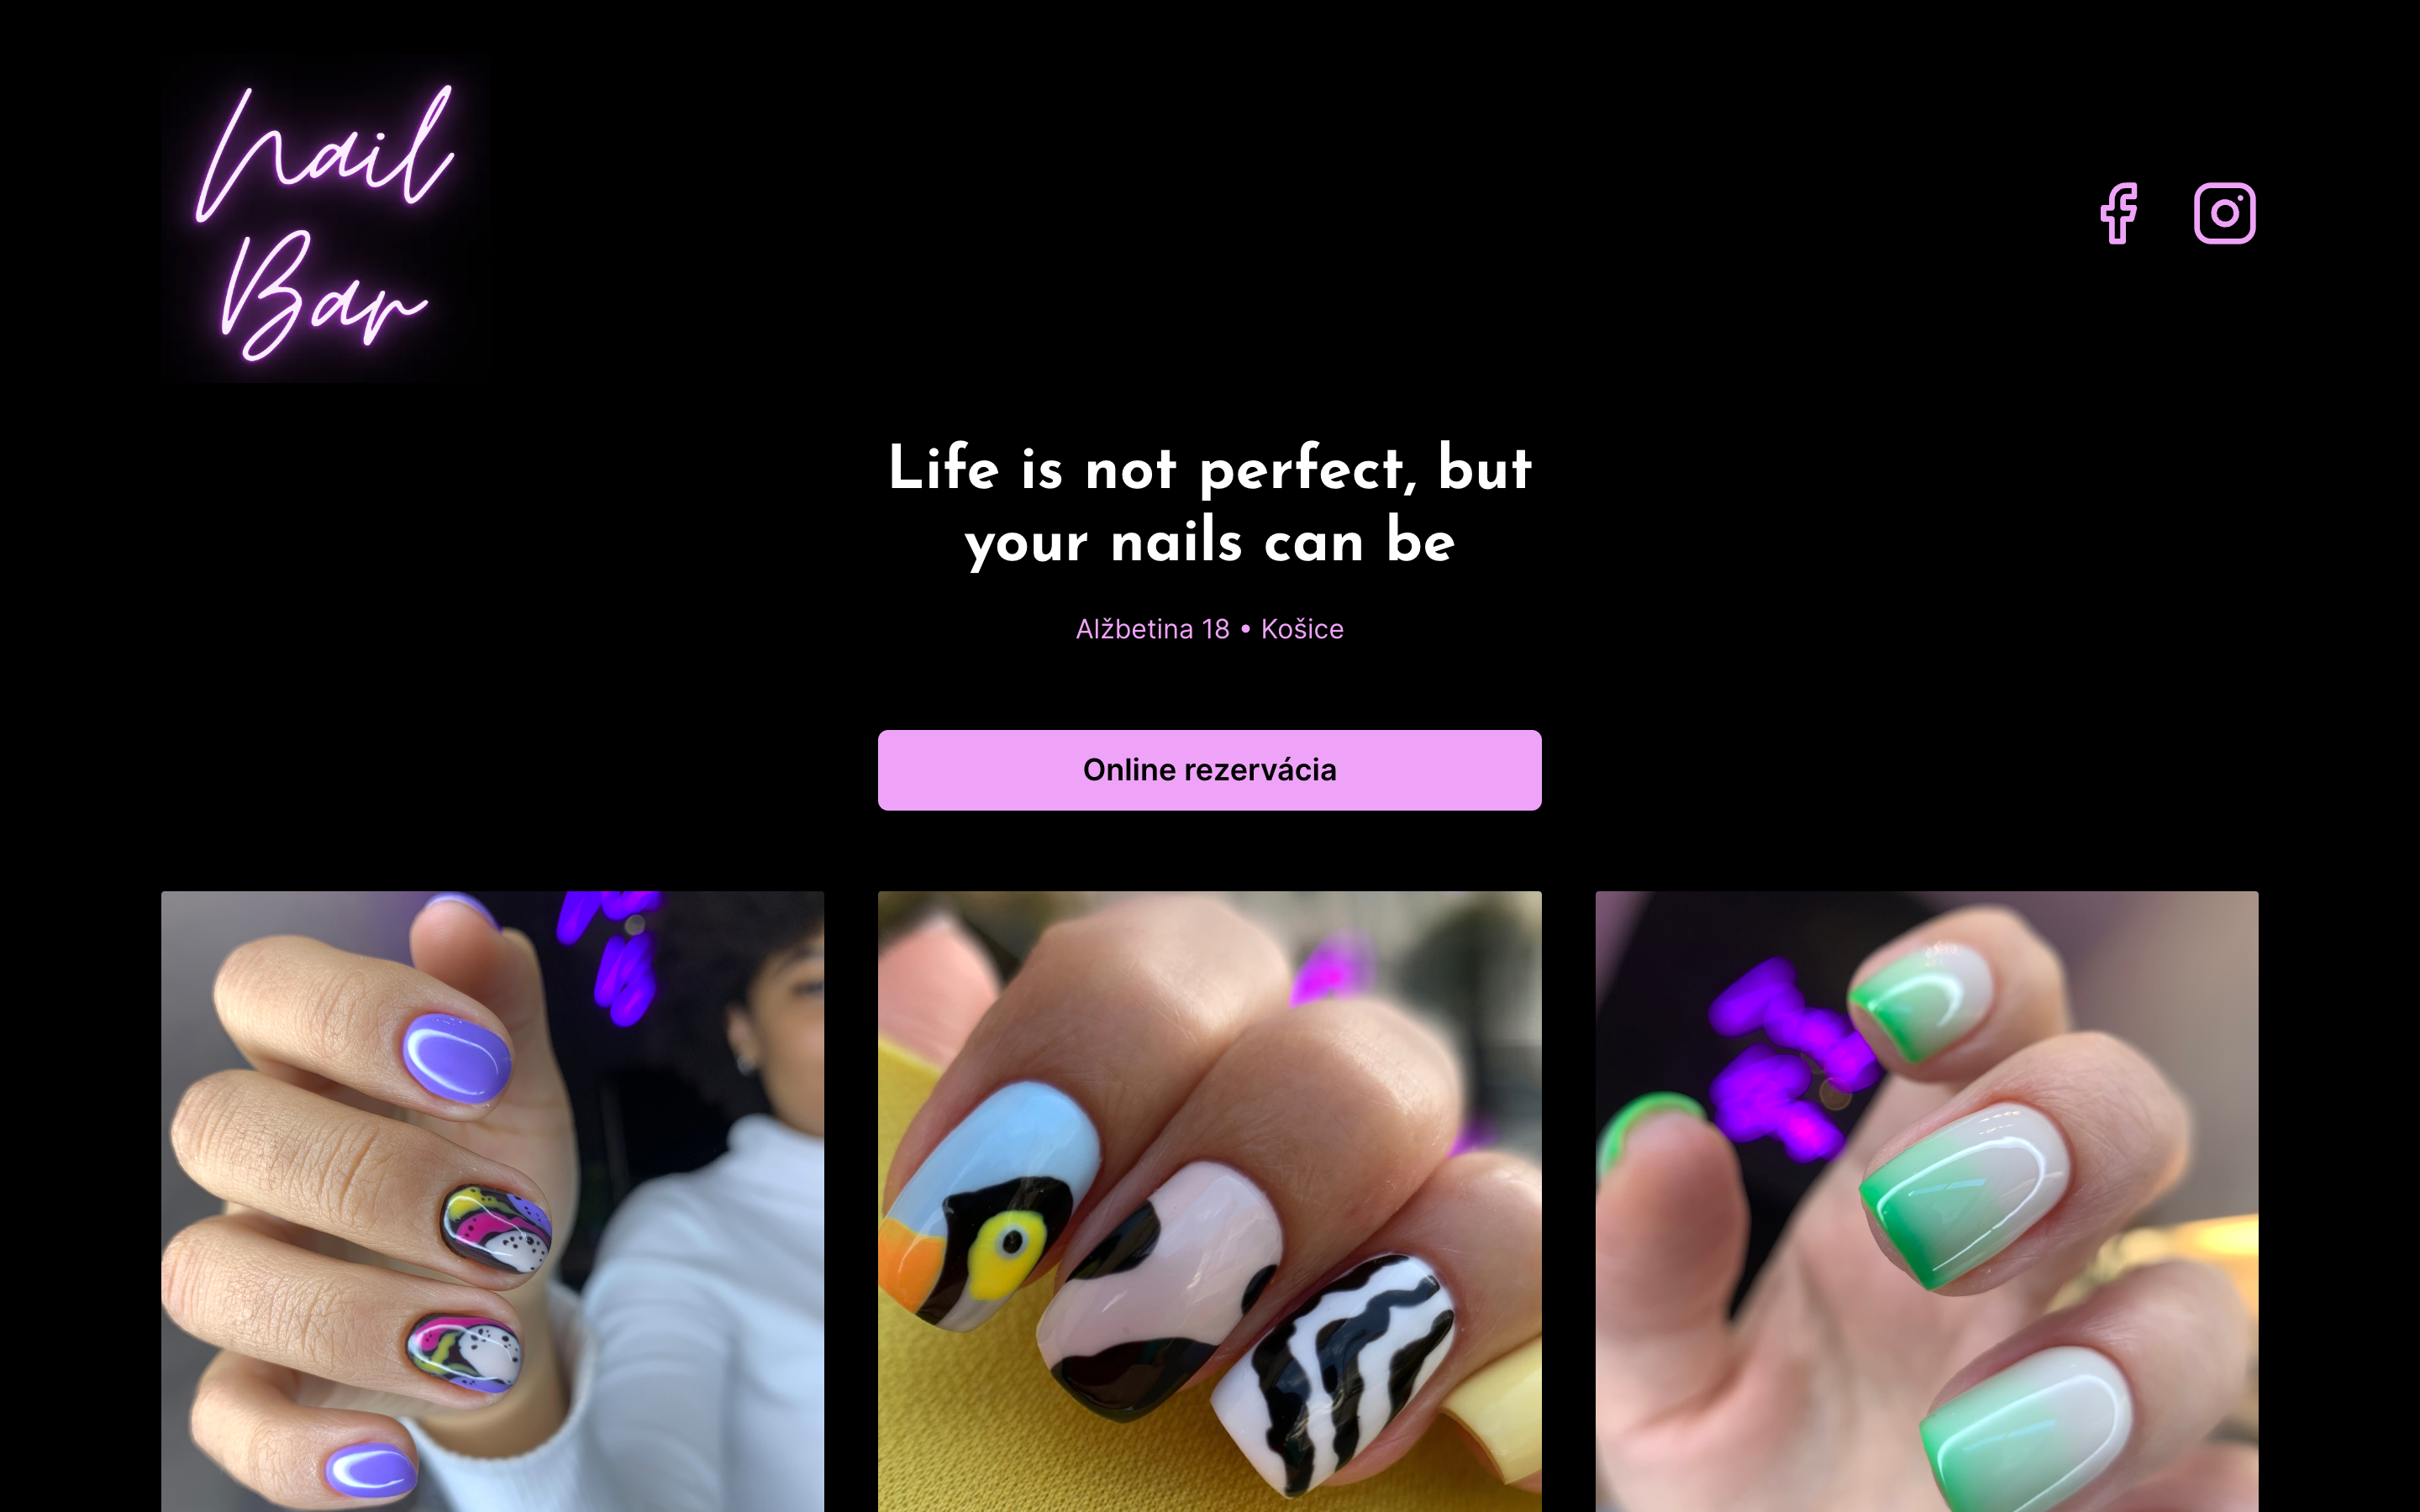 Nail
Bar
Life is not perfect, but
your nails can be
Alžbetina 18 • Košice
Online rezervácia